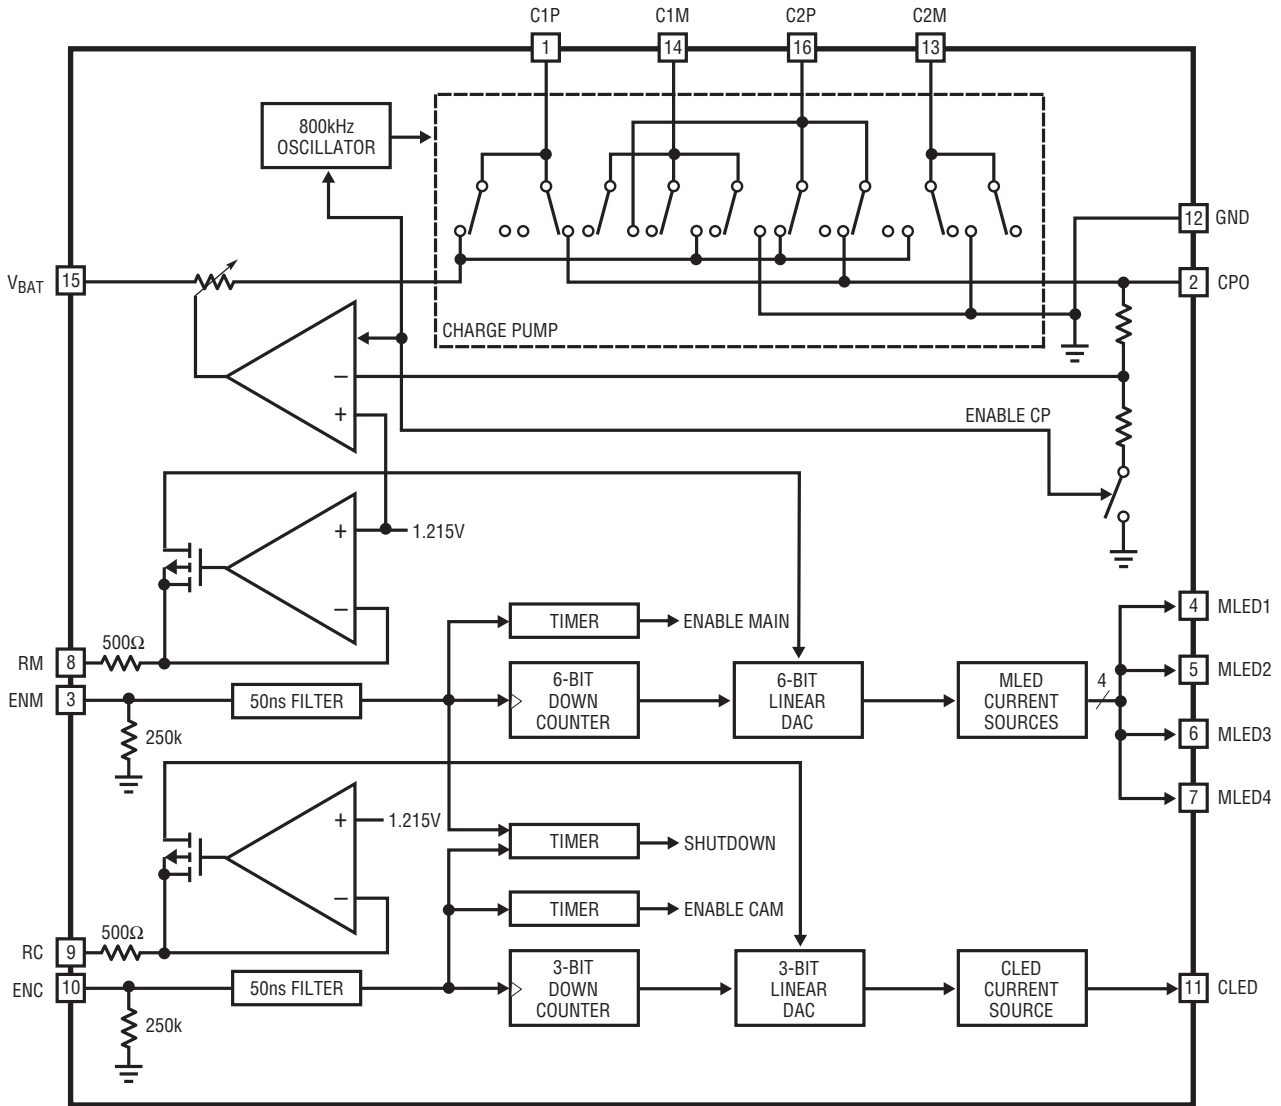 C1P C1M C2P C2M
1 14 16 13
800kHz
OSCILLATOR
12 GND
VBAT 15
2 CPO
CHARGE PUMP
–
+
ENABLE CP
+ 1.215V
–
TIMER ENABLE MAIN
4 MLED1
500Ω
RM 8
5 MLED2
ENM 3
50ns FILTER
6-BIT
DOWN
COUNTER
6-BIT
LINEAR
DAC
MLED
CURRENT
SOURCES
4
250k
6 MLED3
7 MLED4
+ 1.215V
–
TIMER SHUTDOWN
TIMER ENABLE CAM
500Ω
RC 9
ENC 10
50ns FILTER
3-BIT
DOWN
COUNTER
3-BIT
LINEAR
DAC
CLED
CURRENT
SOURCE
11 CLED
250k